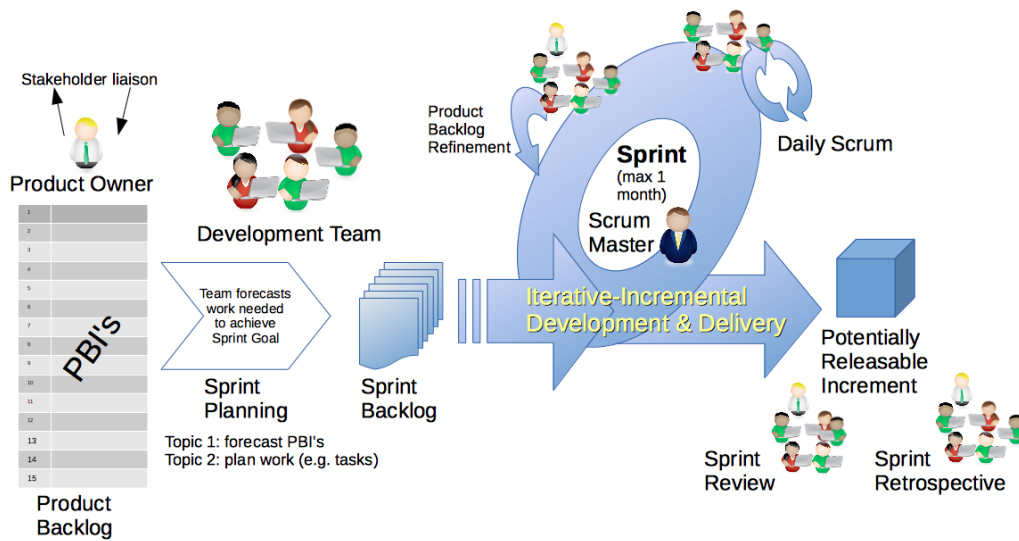 Stakeholder liaison
Product Owner
1
2
3
4
5
6
7
8
9
10
11
12
13
14
15
PBI's
Product
Backlog
Development Team
Team forecasts
work needed
to achieve
Sprint Goal
Sprint
Planning
Topic 1: forecast PBI's
Topic 2: plan work (e.g. tasks)
Sprint
Backlog
Product
Backlog
Refinement
Sprint
(max 1
month)
Scrum
Master
Daily Scrum
Iterative-Incremental
Development & Delivery
Potentially
Releasable
Increment
Sprint
Review
Sprint
Retrospective